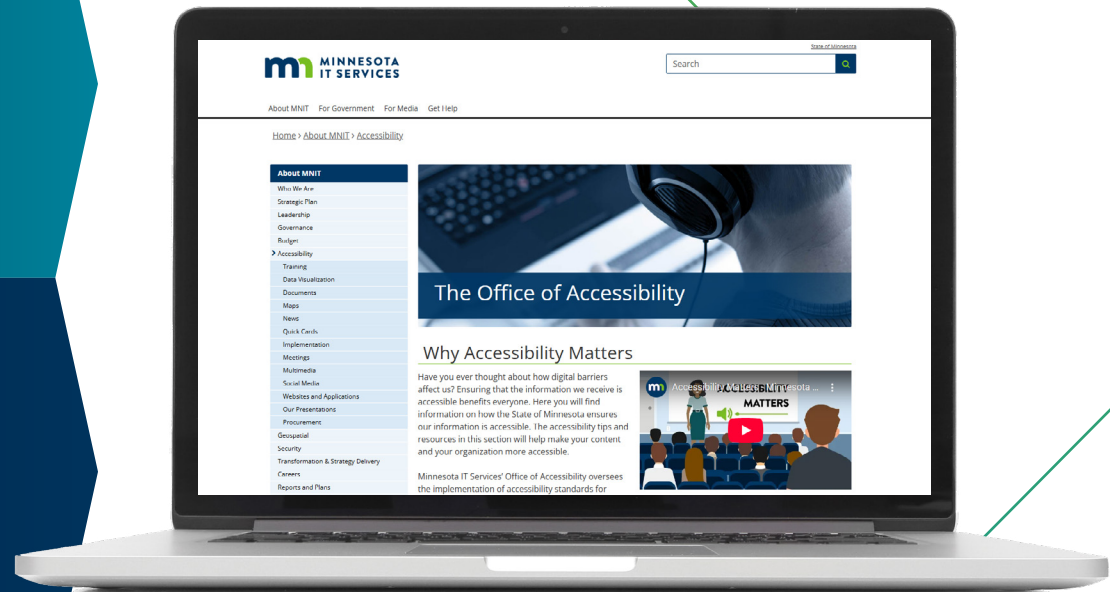 State of Minnesota
mn MINNESOTA
IT SERVICES
Search
About MNIT For Government For Media Get Help
Home › About MNIT › Accessibility
About MNIT
Who We Are
Strategic Plan
Leadership
Governance
Budget
Accessibility
Training
Data Visualization
Documents
Maps
News
Quick Cards
Implementation
Meetings
Multimedia
Social Media
Websites and Applications
Our Presentations
Procurement
Geospatial
Security
Transformation & Strategy Delivery
Careers
Reports and Plans
The Office of Accessibility
Why Accessibility Matters
Have you ever thought about how digital barriers
affect us? Ensuring that the information we receive is
accessible benefits everyone. Here you will find
information on how the State of Minnesota ensures
our information is accessible. The accessibility tips and
resources in this section will help make your content
and your organization more accessible.
Minnesota IT Services' Office of Accessibility oversees
the implementation of accessibility standards for
mn Accessibility Matters - Minnesota ...
ACCESSIBILITY
MATTERS